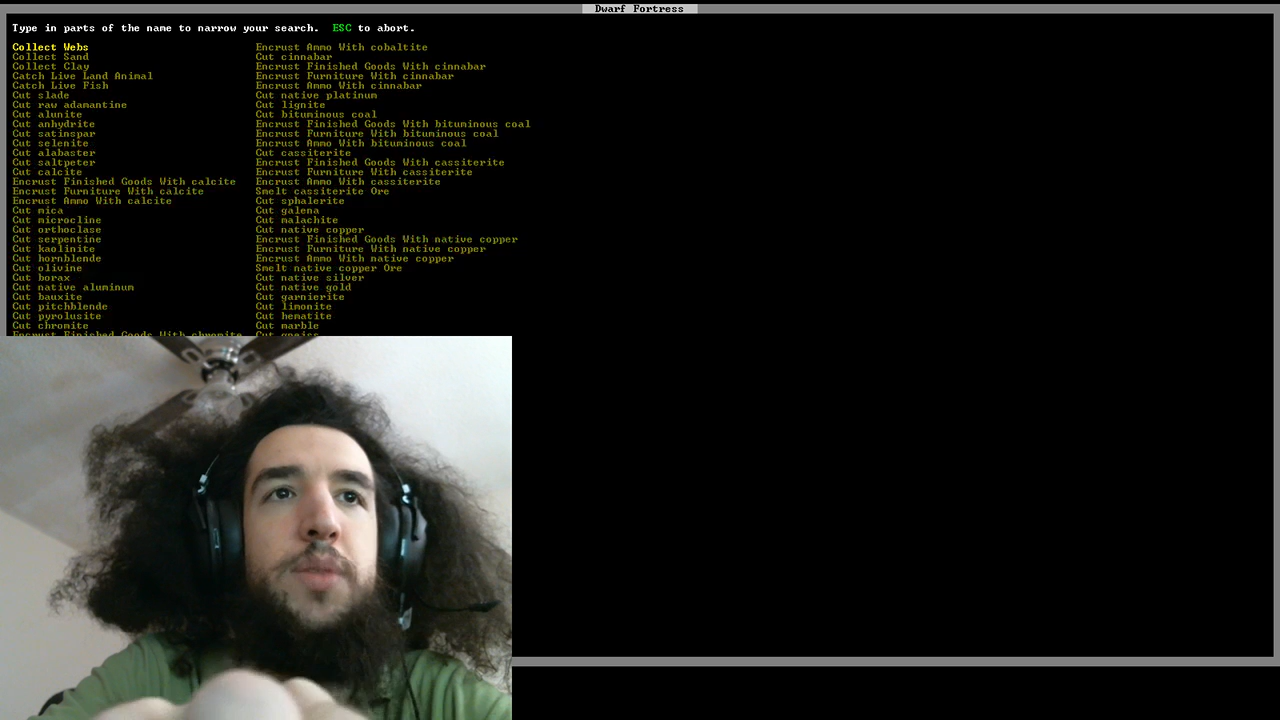 Dwarf Fortress
Type in parts of the name to narrow your search.  ESC to abort.
Collect Webs
Collect Sand
Collect Clay
Catch Live Land Animal
Catch Live Fish
Cut slade
Cut raw adamantine
Cut alunite
Cut anhydrite
Cut satinspar
Cut selenite
Cut alabaster
Cut saltpeter
Cut calcite
Encrust Finished Goods With calcite
Encrust Furniture With calcite
Encrust Ammo With calcite
Cut mica
Cut microcline
Cut orthoclase
Cut serpentine
Cut kaolinite
Cut hornblende
Cut olivine
Cut borax
Cut native aluminum
Cut bauxite
Cut pitchblende
Cut pyrolusite
Cut chromite
Encrust Finished Goods With chromite
Encrust Ammo With cobaltite
Cut cinnabar
Encrust Finished Goods With cinnabar
Encrust Furniture With cinnabar
Encrust Ammo With cinnabar
Cut native platinum
Cut lignite
Cut bituminous coal
Encrust Finished Goods With bituminous coal
Encrust Furniture With bituminous coal
Encrust Ammo With bituminous coal
Cut cassiterite
Encrust Finished Goods With cassiterite
Encrust Furniture With cassiterite
Encrust Ammo With cassiterite
Smelt cassiterite Ore
Cut sphalerite
Cut galena
Cut malachite
Cut native copper
Encrust Finished Goods With native copper
Encrust Furniture With native copper
Encrust Ammo With native copper
Smelt native copper Ore
Cut native silver
Cut native gold
Cut garnierite
Cut limonite
Cut hematite
Cut marble
Cut gneiss